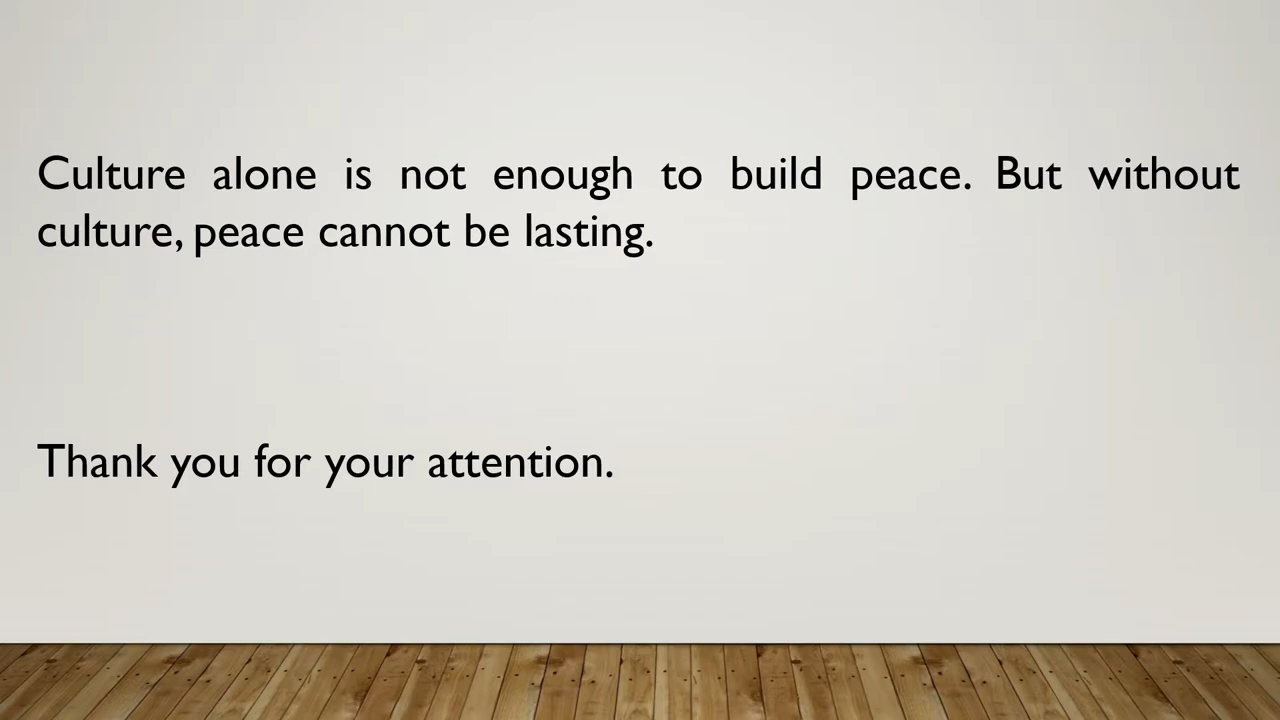 Culture alone is not enough to build peace. But without
culture, peace cannot be lasting.
Thank you for your attention.